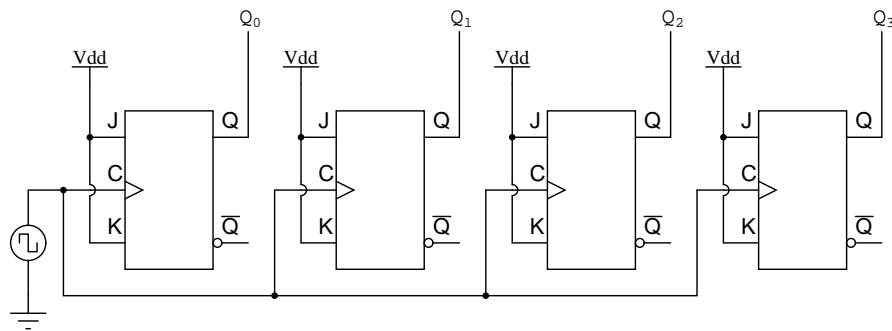 Q0 Q1 Q2 Q3
Vdd Vdd Vdd Vdd
J Q J Q J Q J Q
C C C C
K Q̅ K Q̅ K Q̅ K Q̅